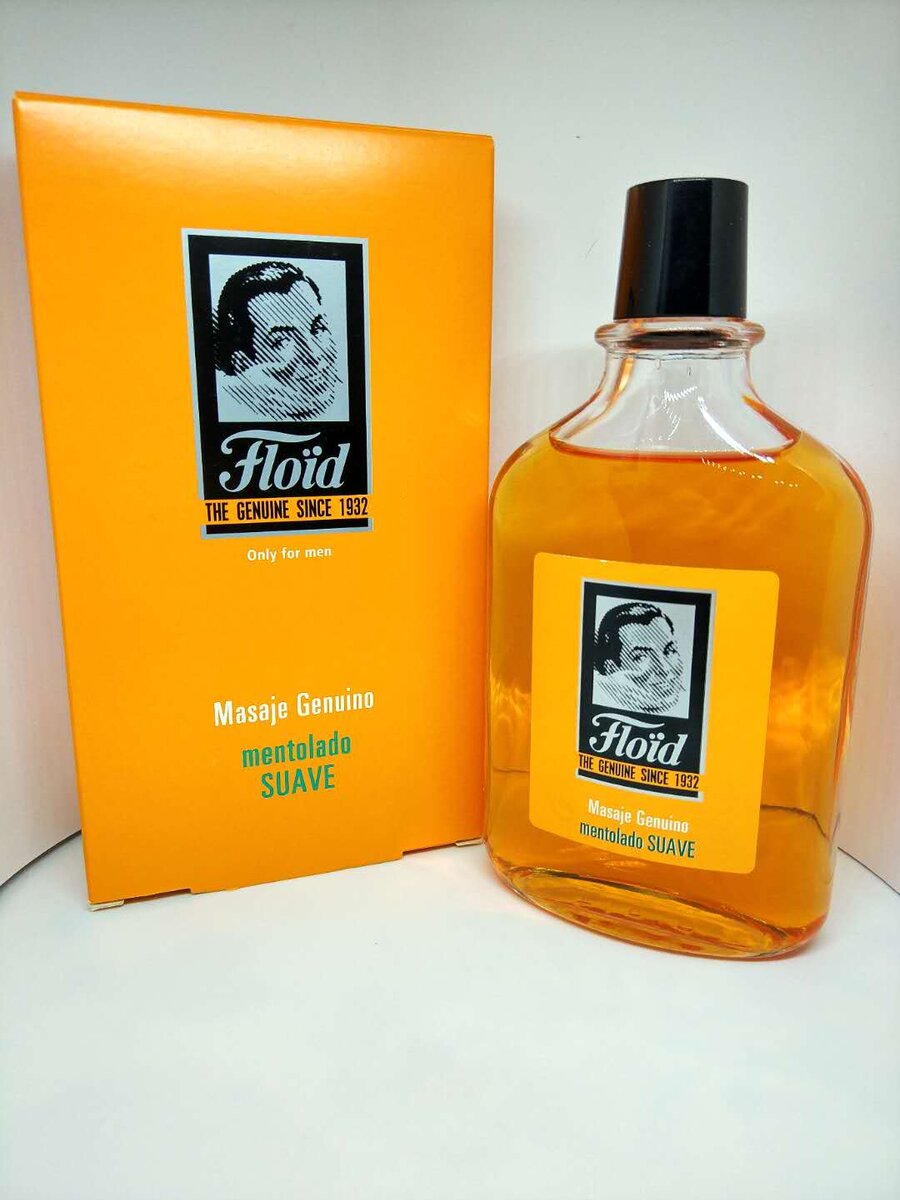 Floïd
THE GENUINE SINCE 1932
Only for men
Masaje Genuino
mentolado
SUAVE
Floïd
THE GENUINE SINCE 1932
Masaje Genuino
mentolado SUAVE